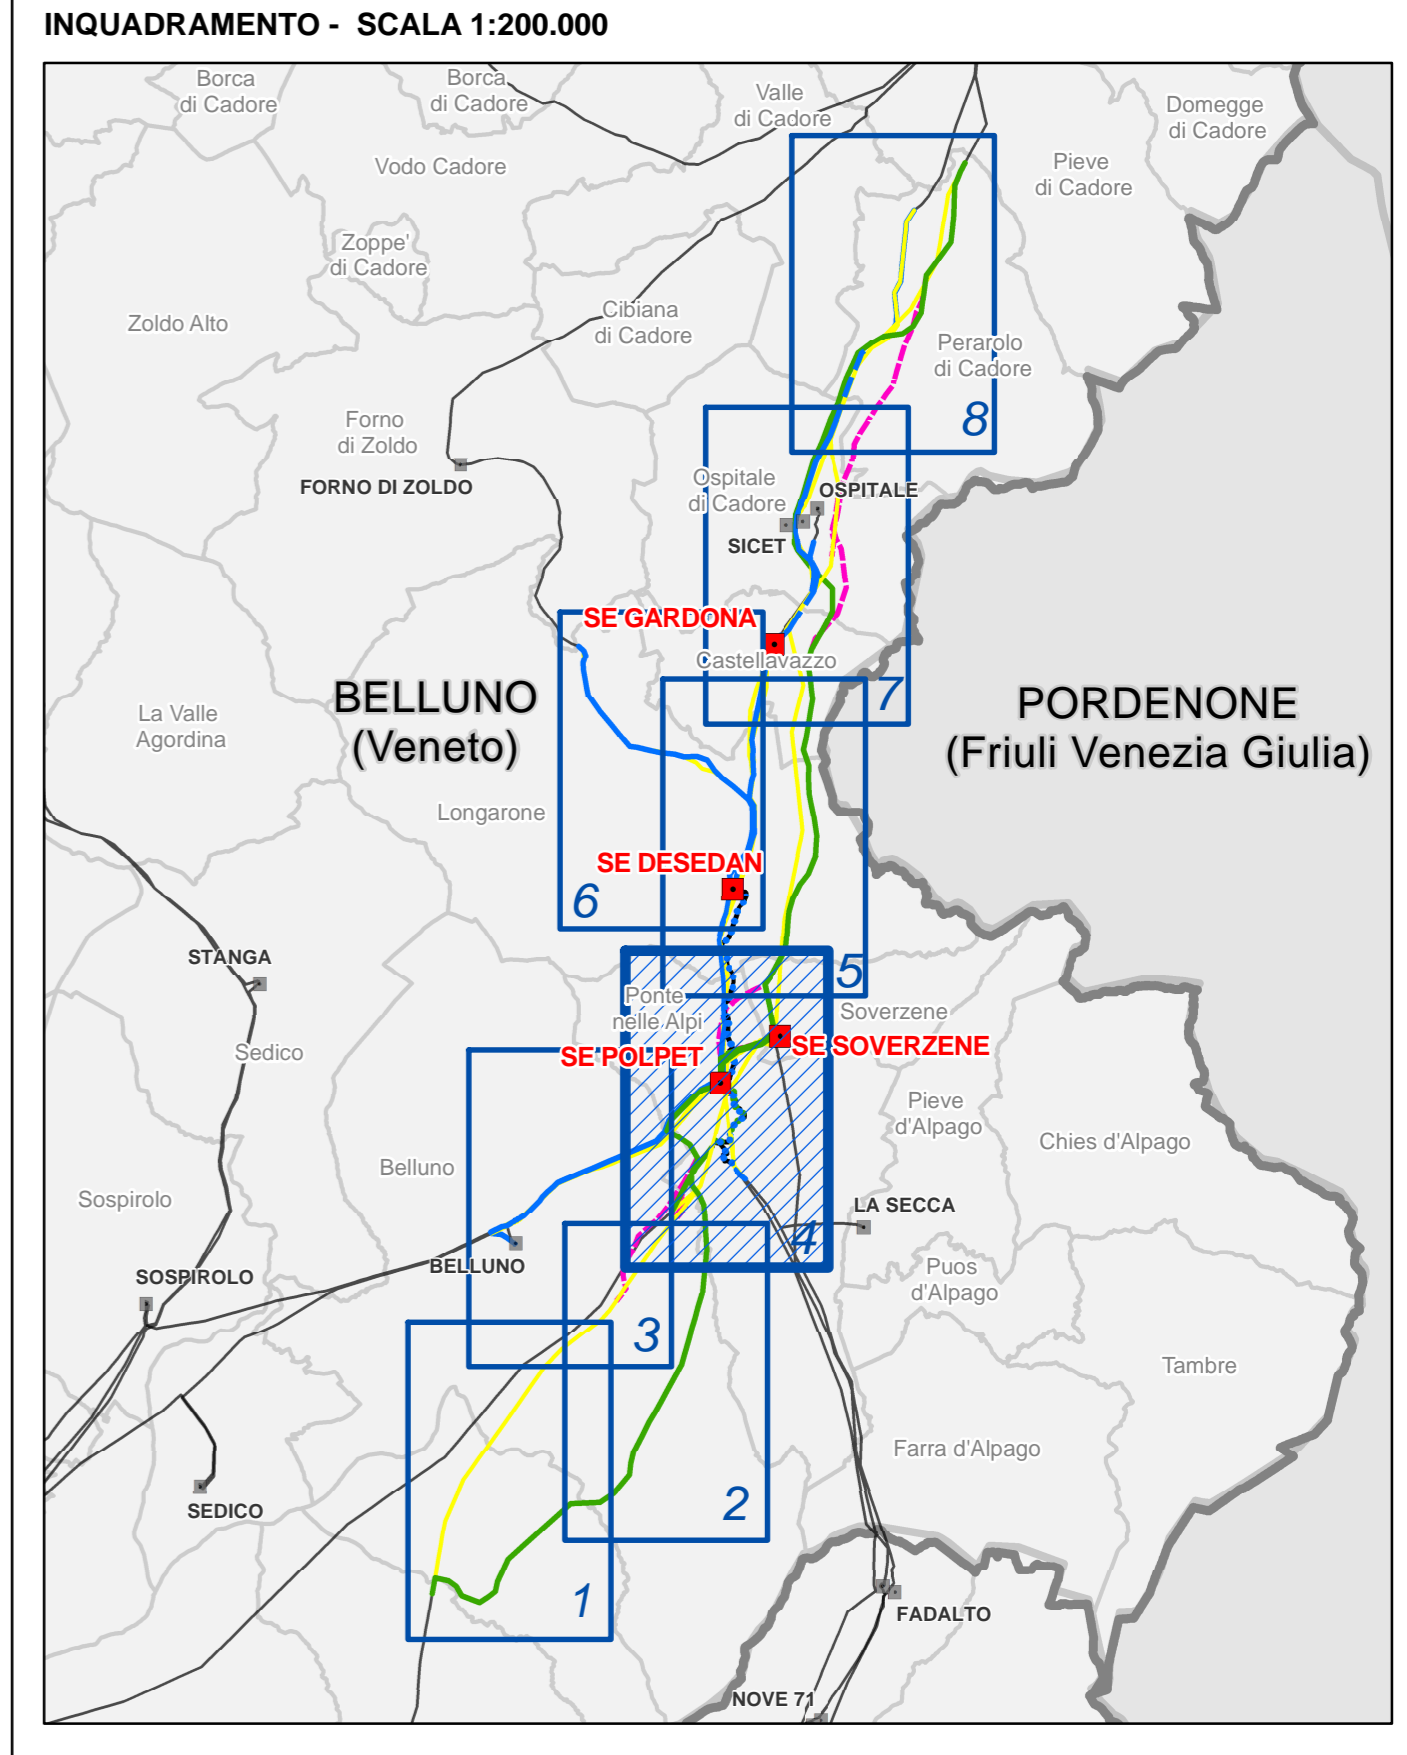 INQUADRAMENTO - SCALA 1:200.000
Borca
di Cadore
Borca
di Cadore
Valle
di Cadore
Domegge
di Cadore
Vodo Cadore
Pieve
di Cadore
Zoppe'
di Cadore
Zoldo Alto
Cibiana
di Cadore
Perarolo
di Cadore
8
Forno
di Zoldo
FORNO DI ZOLDO
Ospitale
di Cadore
OSPITALE
SICET
SE GARDONA
Castellavazzo
7
BELLUNO
(Veneto)
PORDENONE
(Friuli Venezia Giulia)
La Valle
Agordina
Longarone
SE DESEDAN
6
STANGA
5
Ponte
nelle Alpi
Soverzene
Sedico
SE POLPET
SE SOVERZENE
Pieve
d'Alpago
Chies d'Alpago
Belluno
Sospirolo
LA SECCA
4
BELLUNO
SOSPIROLO
Puos
d'Alpago
3
Tambre
Farra d'Alpago
2
SEDICO
1
FADALTO
NOVE 71